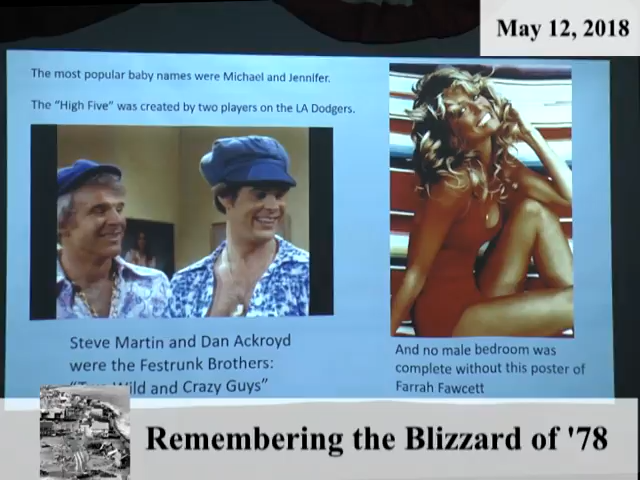 May 12, 2018
The most popular baby names were Michael and Jennifer.
The "High Five" was created by two players on the LA Dodgers.
Steve Martin and Dan Ackroyd
were the Festrunk Brothers:
"Two Wild and Crazy Guys"
And no male bedroom was
complete without this poster of
Farrah Fawcett
Remembering the Blizzard of '78